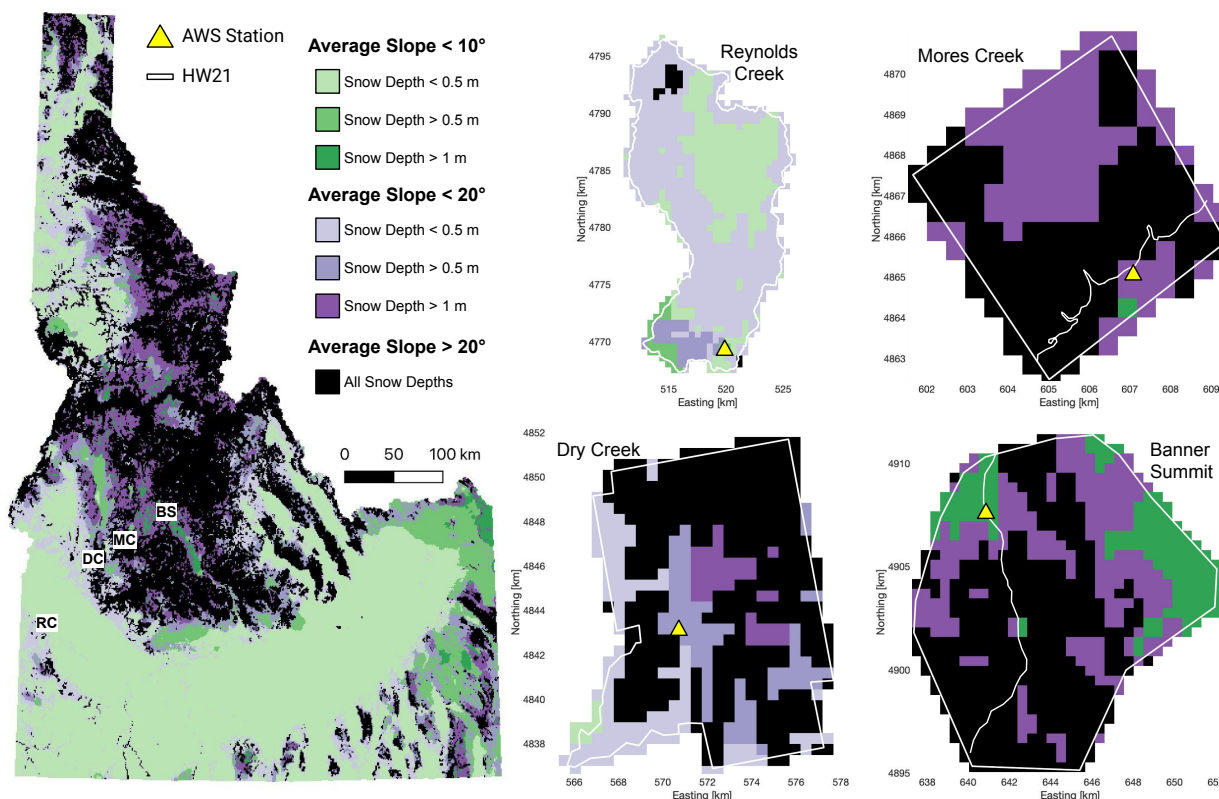 AWS Station
HW21
Average Slope < 10°
Snow Depth < 0.5 m
Snow Depth > 0.5 m
Snow Depth > 1 m
Average Slope < 20°
Snow Depth < 0.5 m
Snow Depth > 0.5 m
Snow Depth > 1 m
Average Slope > 20°
All Snow Depths
0 50 100 km
BS
MC
DC
RC
Reynolds
Creek
4795
4790
4785
4780
4775
4770
Northing [km]
515 520 525
Easting [km]
Mores Creek
4870
4869
4868
4867
4866
4865
4864
4863
Northing [km]
602 603 604 605 606 607 608 609
Easting [km]
Dry Creek
4852
4850
4848
4846
4844
4842
4840
4838
Northing [km]
566 568 570 572 574 576 578
Easting [km]
Banner
Summit
4910
4905
4900
4895
Northing [km]
638 640 642 644 646 648 650 65
Easting [km]